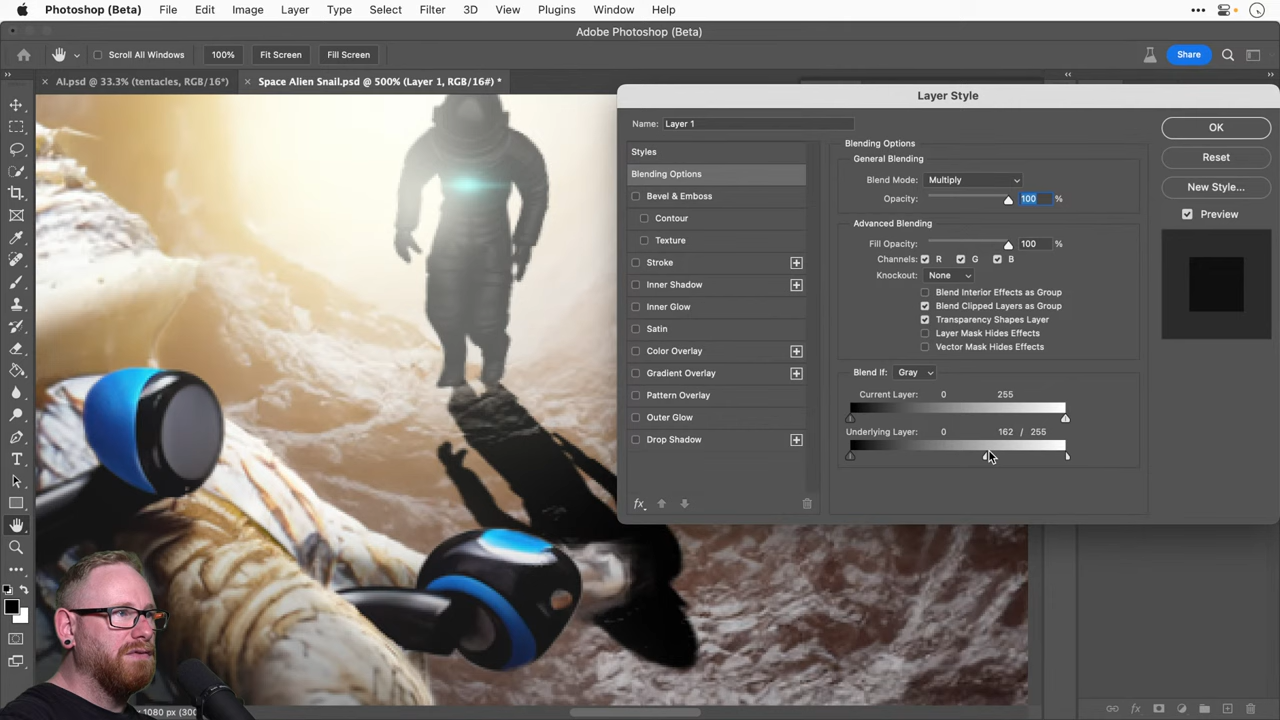 Photoshop (Beta) File Edit Image Layer Type Select Filter 3D View Plugins Window Help
Adobe Photoshop (Beta)
Scroll All Windows 100% Fit Screen Fill Screen Share
AI.psd @ 33.3% (tentacles, RGB/16*) Space Alien Snail.psd @ 500% (Layer 1, RGB/16#) *
Layer Style
Name: Layer 1
Styles
Blending Options
Bevel & Emboss
Contour
Texture
Stroke
Inner Shadow
Inner Glow
Satin
Color Overlay
Gradient Overlay
Pattern Overlay
Outer Glow
Drop Shadow
fx
Blending Options
General Blending
Blend Mode: Multiply
Opacity: 100 %
Advanced Blending
Fill Opacity: 100 %
Channels: R G B
Knockout: None
Blend Interior Effects as Group
Blend Clipped Layers as Group
Transparency Shapes Layer
Layer Mask Hides Effects
Vector Mask Hides Effects
Blend If: Gray
Current Layer: 0 255
Underlying Layer: 0 162 / 255
OK
Reset
New Style...
Preview
1080 px (300
fx